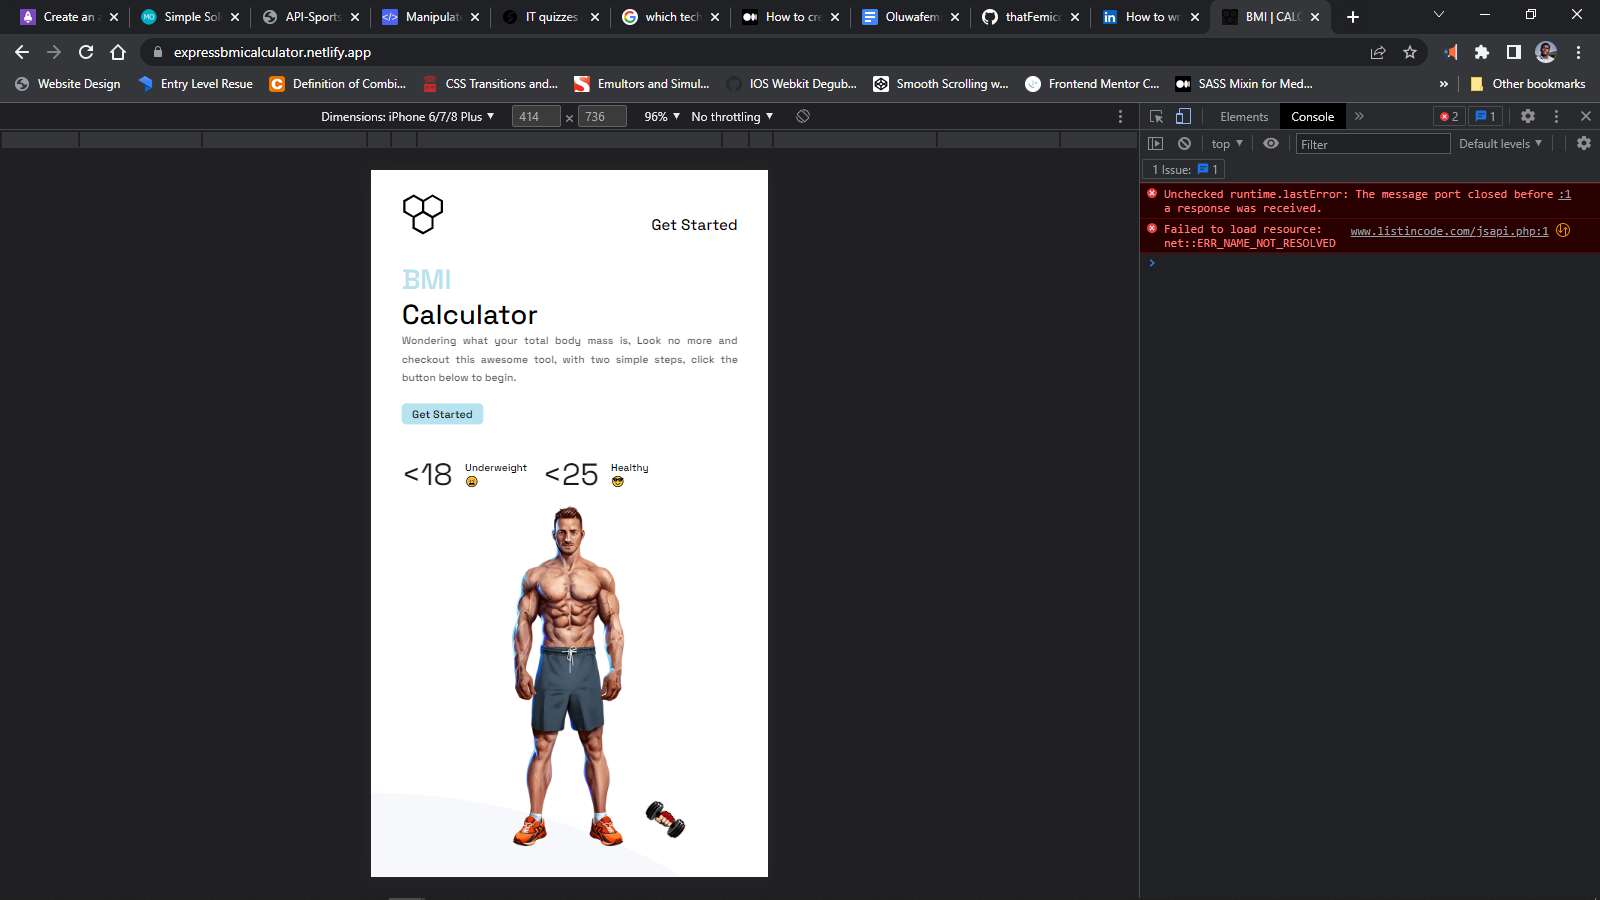 Create an a
Simple Sol
API-Sports
Manipulat
IT quizzes
which tech
How to cre
Oluwafemi
thatFemico
How to wr
BMI | CALC
expressbmicalculator.netlify.app
Website Design
Entry Level Resue
Definition of Combi...
CSS Transitions and...
Emultors and Simul...
IOS Webkit Degub...
Smooth Scrolling w...
Frontend Mentor C...
SASS Mixin for Med...
»
Other bookmarks
Dimensions: iPhone 6/7/8 Plus ▼ 414 × 736 96% ▼ No throttling ▼
Elements Console » 2 1
top ▼ Filter Default levels ▼
1 Issue: 1
Unchecked runtime.lastError: The message port closed before :1
a response was received.
Failed to load resource: www.listincode.com/jsapi.php:1
net::ERR_NAME_NOT_RESOLVED
Get Started
BMI
Calculator
Wondering what your total body mass is, Look no more and
checkout this awesome tool, with two simple steps, click the
button below to begin.
Get Started
<18 Underweight
<25 Healthy